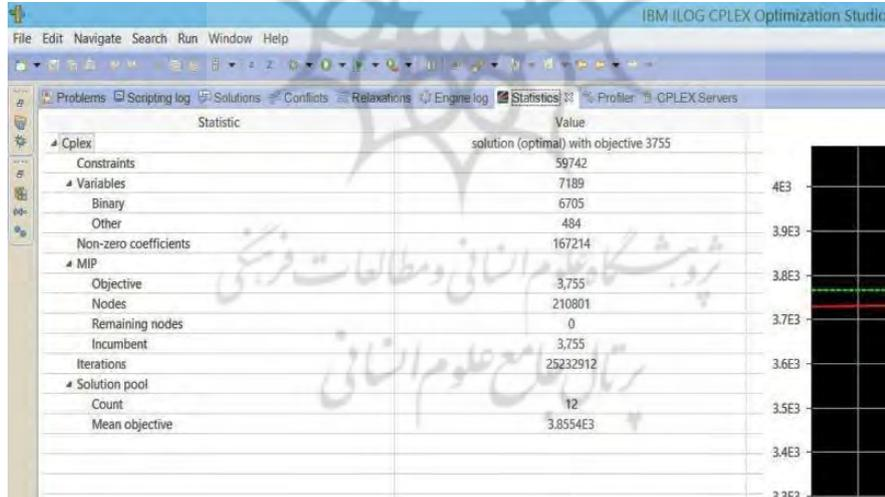 IBM ILOG CPLEX Optimization Studio
File Edit Navigate Search Run Window Help
Problems Scripting log Solutions Conflicts Relaxations Engine log Statistics Profiler CPLEX Servers
Statistic Value
Cplex solution (optimal) with objective 3755
Constraints 59742
Variables 7189
Binary 6705
Other 484
Non-zero coefficients 167214
MIP
Objective 3,755
Nodes 210801
Remaining nodes 0
Incumbent 3,755
Iterations 25232912
Solution pool
Count 12
Mean objective 3.8554E3
4E3
3.9E3
3.8E3
3.7E3
3.6E3
3.5E3
3.4E3
3.3E3
پژوهشگاه علوم انسانی و مطالعات فرهنگی
پرتال جامع علوم انسانی